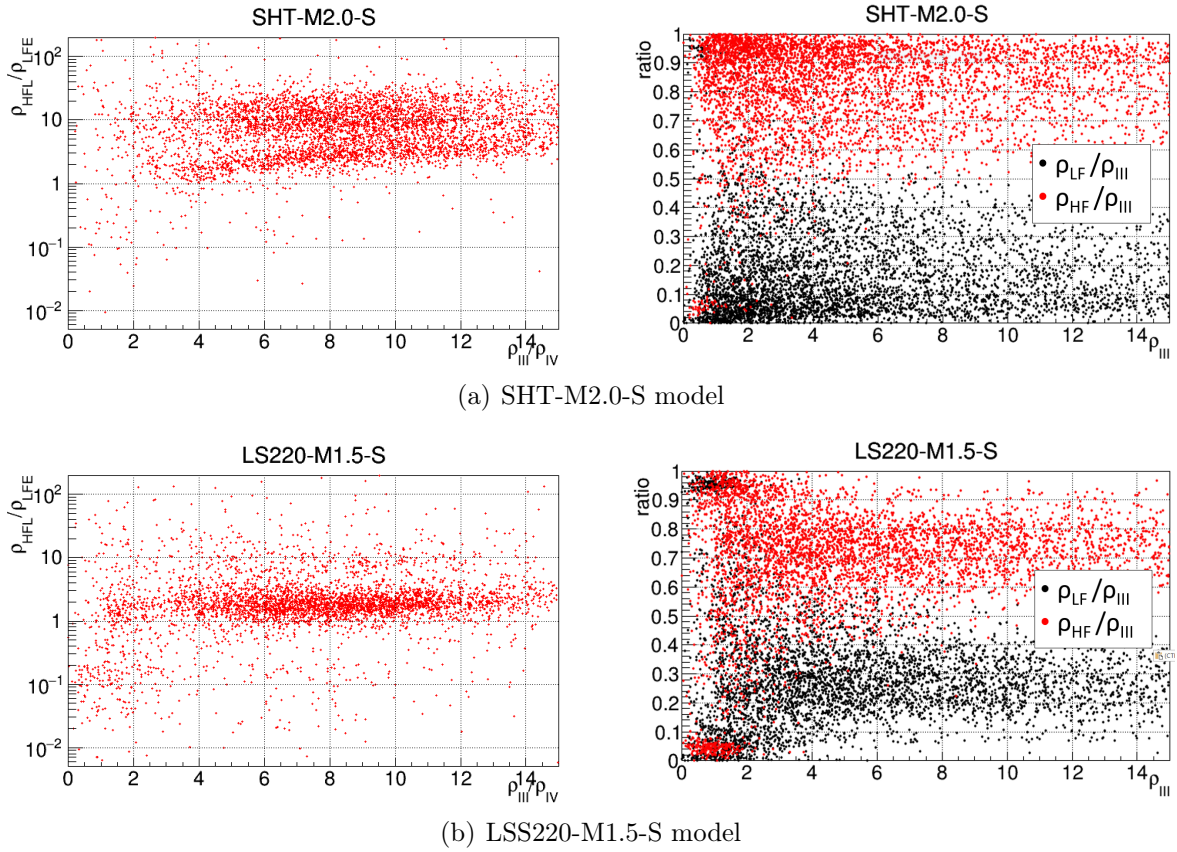 SHT-M2.0-S
ρHFL/ρLFE
10²
10
1
10⁻¹
10⁻²
0 2 4 6 8 10 12 14
ρIII/ρIV
SHT-M2.0-S
ratio
1
0.9
0.8
0.7
0.6
0.5
0.4
0.3
0.2
0.1
0
ρLF/ρIII
ρHF/ρIII
0 2 4 6 8 10 12 14
ρIII
(a) SHT-M2.0-S model
LS220-M1.5-S
ρHFL/ρLFE
10²
10
1
10⁻¹
10⁻²
0 2 4 6 8 10 12 14
ρIII/ρIV
LS220-M1.5-S
ratio
1
0.9
0.8
0.7
0.6
0.5
0.4
0.3
0.2
0.1
0
ρLF/ρIII
ρHF/ρIII
0 2 4 6 8 10 12 14
ρIII
(b) LSS220-M1.5-S model